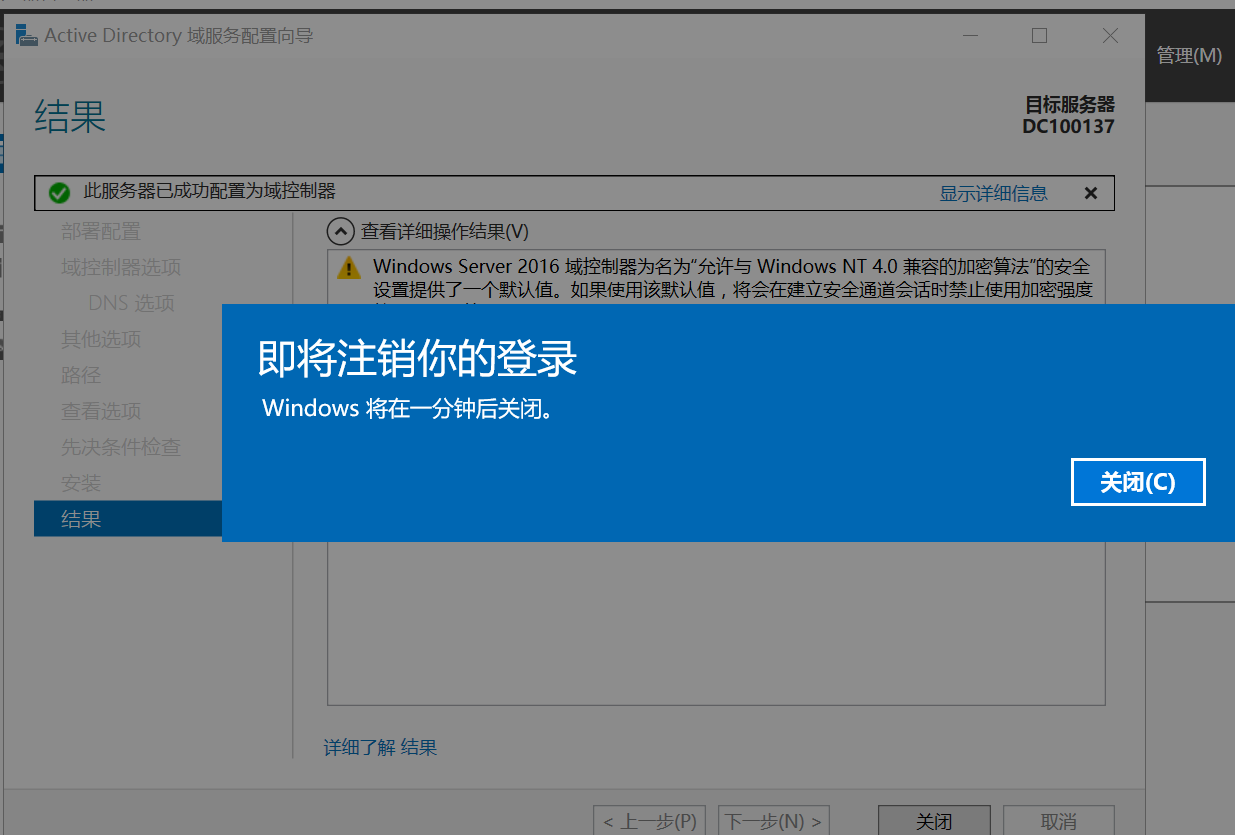 Active Directory 域服务配置向导
管理(M)
结果
目标服务器
DC100137
此服务器已成功配置为域控制器
显示详细信息
部署配置
域控制器选项
DNS 选项
其他选项
路径
查看选项
先决条件检查
安装
结果
查看详细操作结果(V)
Windows Server 2016 域控制器为名为“允许与 Windows NT 4.0 兼容的加密算法”的安全
设置提供了一个默认值。如果使用该默认值，将会在建立安全通道会话时禁止使用加密强度
即将注销你的登录
Windows 将在一分钟后关闭。
关闭(C)
详细了解 结果
< 上一步(P)
下一步(N) >
关闭
取消